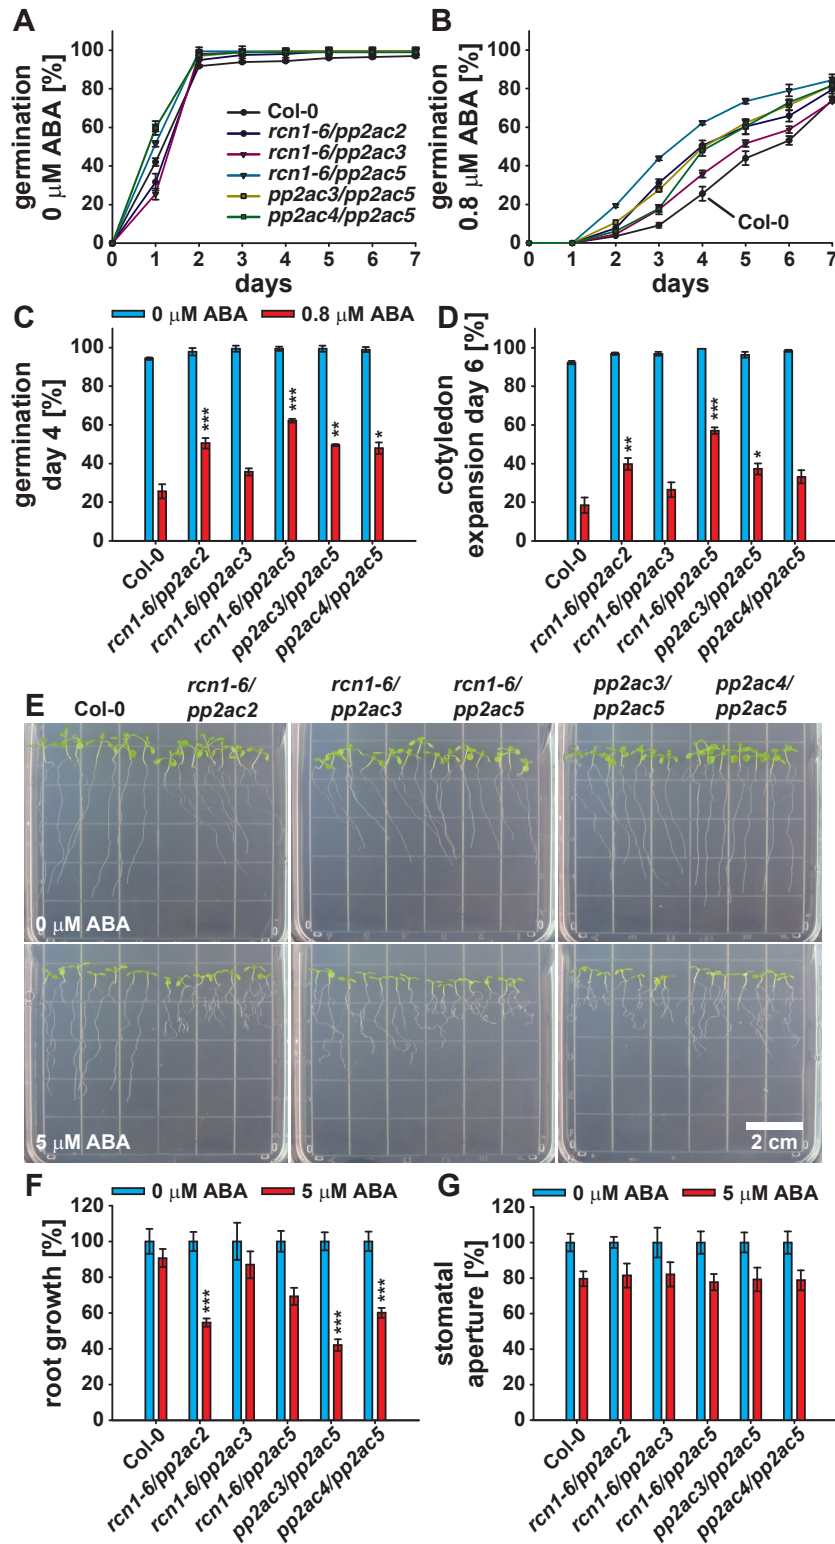 A
germination
0 μM ABA [%]
100
80
60
40
20
0
0 1 2 3 4 5 6 7
days
Col-0
rcn1-6/pp2ac2
rcn1-6/pp2ac3
rcn1-6/pp2ac5
pp2ac3/pp2ac5
pp2ac4/pp2ac5
B
germination
0.8 μM ABA [%]
100
80
60
40
20
0
0 1 2 3 4 5 6 7
days
Col-0
C
0 μM ABA 0.8 μM ABA
germination
day 4 [%]
100
80
60
40
20
0
***
***
**
*
Col-0
rcn1-6/pp2ac2
rcn1-6/pp2ac3
rcn1-6/pp2ac5
pp2ac3/pp2ac5
pp2ac4/pp2ac5
D
cotyledon
expansion day 6 [%]
100
80
60
40
20
0
**
***
*
Col-0
rcn1-6/pp2ac2
rcn1-6/pp2ac3
rcn1-6/pp2ac5
pp2ac3/pp2ac5
pp2ac4/pp2ac5
E
Col-0
rcn1-6/
pp2ac2
rcn1-6/
pp2ac3
rcn1-6/
pp2ac5
pp2ac3/
pp2ac5
pp2ac4/
pp2ac5
0 μM ABA
5 μM ABA
2 cm
F
0 μM ABA 5 μM ABA
root growth [%]
120
100
80
60
40
20
0
***
***
***
Col-0
rcn1-6/pp2ac2
rcn1-6/pp2ac3
rcn1-6/pp2ac5
pp2ac3/pp2ac5
pp2ac4/pp2ac5
G
0 μM ABA 5 μM ABA
stomatal
aperture [%]
120
100
80
60
40
20
0
Col-0
rcn1-6/pp2ac2
rcn1-6/pp2ac3
rcn1-6/pp2ac5
pp2ac3/pp2ac5
pp2ac4/pp2ac5